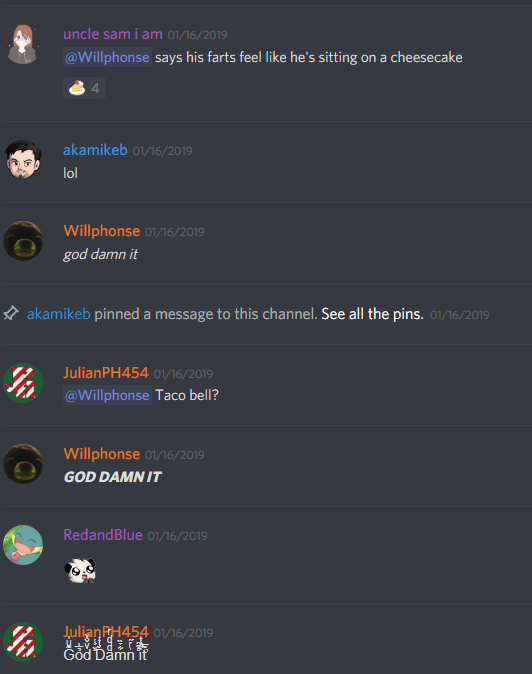 uncle sam i am 01/16/2019
@Willphonse says his farts feel like he's sitting on a cheesecake
4
akamikeb 01/16/2019
lol
Willphonse 01/16/2019
god damn it
akamikeb pinned a message to this channel. See all the pins. 01/16/2019
JulianPH454 01/16/2019
@Willphonse Taco bell?
Willphonse 01/16/2019
GOD DAMN IT
RedandBlue 01/16/2019
JulianPH454 01/16/2019
God Damn it